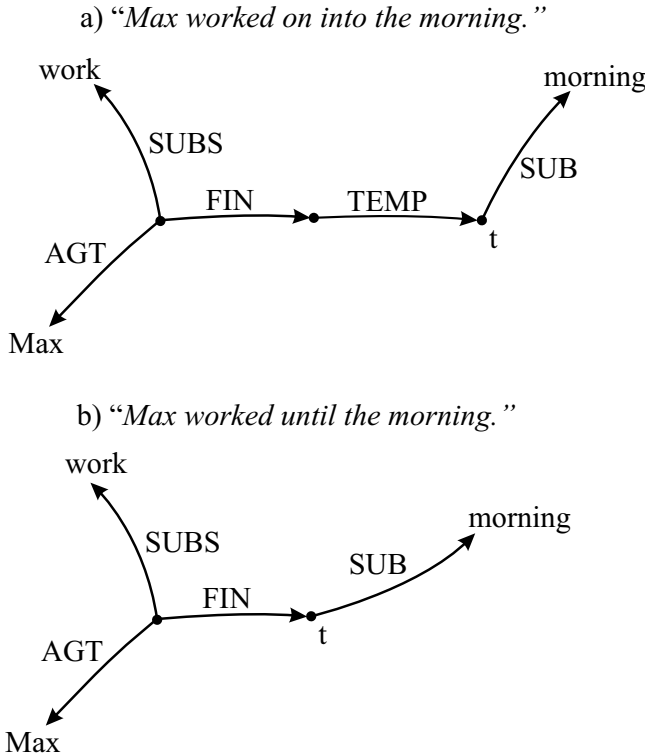 a) “Max worked on into the morning.”
work
morning
SUBS
SUB
FIN
TEMP
t
AGT
Max
b) “Max worked until the morning.”
work
morning
SUBS
SUB
FIN
t
AGT
Max